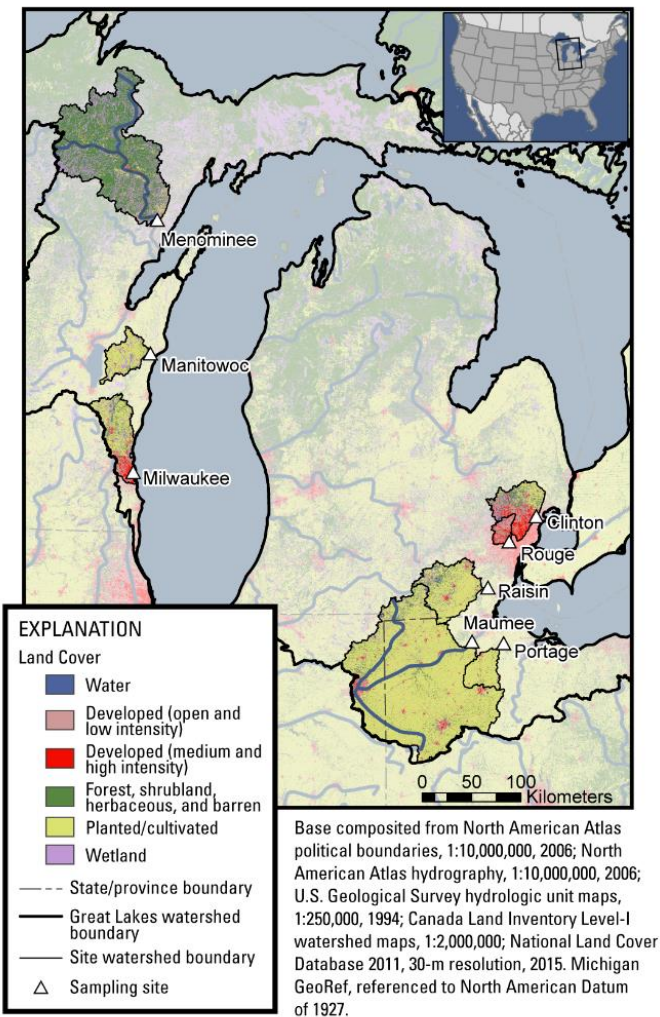 Menominee
Manitowoc
Milwaukee
Clinton
Rouge
Raisin
Maumee
Portage
0 50 100
Kilometers
EXPLANATION
Land Cover
Water
Developed (open and
low intensity)
Developed (medium and
high intensity)
Forest, shrubland,
herbaceous, and barren
Planted/cultivated
Wetland
State/province boundary
Great Lakes watershed
boundary
Site watershed boundary
Sampling site
Base composited from North American Atlas
political boundaries, 1:10,000,000, 2006; North
American Atlas hydrography, 1:10,000,000, 2006;
U.S. Geological Survey hydrologic unit maps,
1:250,000, 1994; Canada Land Inventory Level-I
watershed maps, 1:2,000,000; National Land Cover
Database 2011, 30-m resolution, 2015. Michigan
GeoRef, referenced to North American Datum
of 1927.